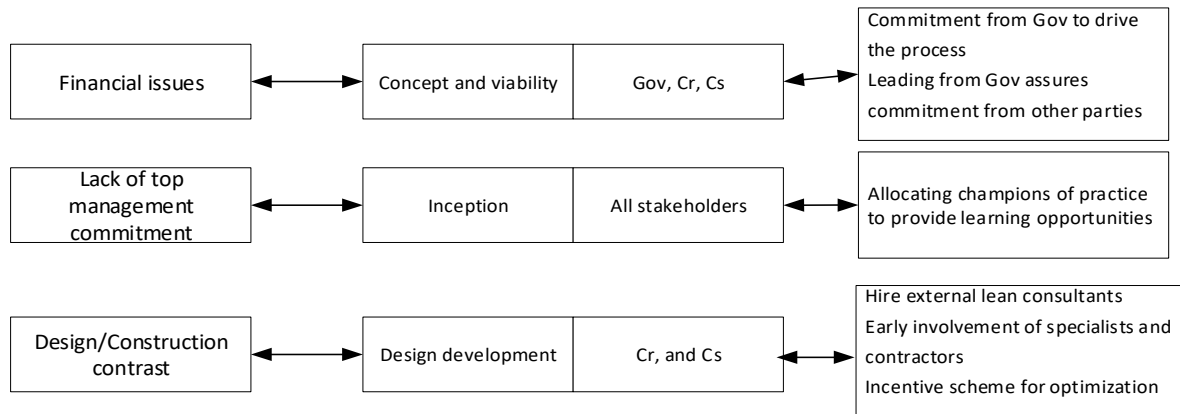 Financial issues
Concept and viability
Gov, Cr, Cs
Commitment from Gov to drive
the process
Leading from Gov assures
commitment from other parties
Lack of top
management
commitment
Inception
All stakeholders
Allocating champions of practice
to provide learning opportunities
Design/Construction
contrast
Design development
Cr, and Cs
Hire external lean consultants
Early involvement of specialists and
contractors
Incentive scheme for optimization